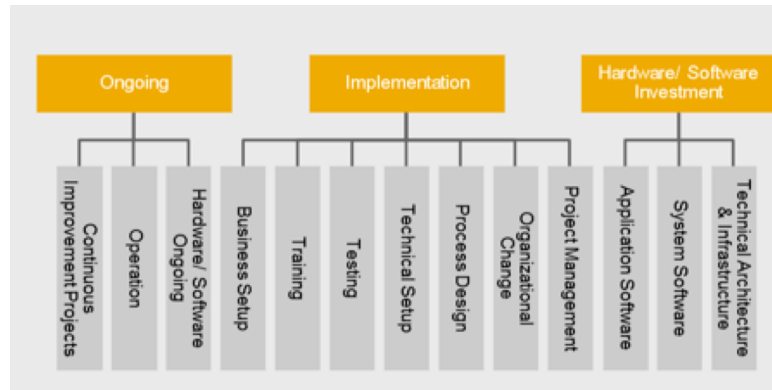 Ongoing
Implementation
Hardware/ Software
Investment
Continuous
Improvement Projects
Operation
Hardware/ Software
Ongoing
Business Setup
Training
Testing
Technical Setup
Process Design
Organizational
Change
Project Management
Application Software
System Software
Technical Architecture
& Infrastructure